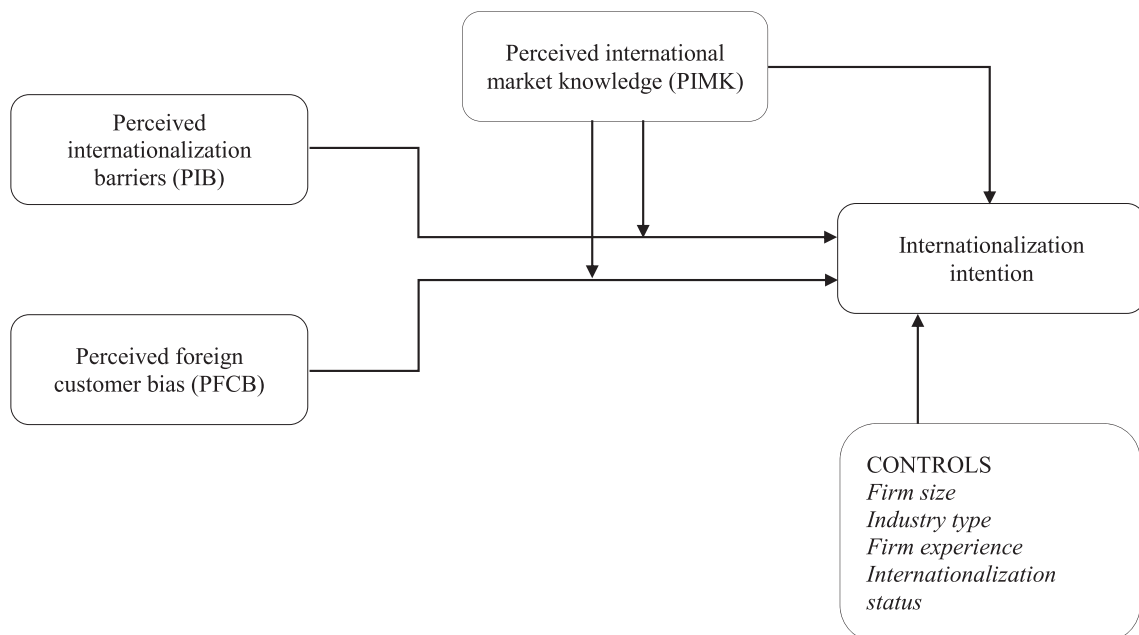 Perceived international
market knowledge (PIMK)
Perceived
internationalization
barriers (PIB)
Internationalization
intention
Perceived foreign
customer bias (PFCB)
CONTROLS
Firm size
Industry type
Firm experience
Internationalization
status